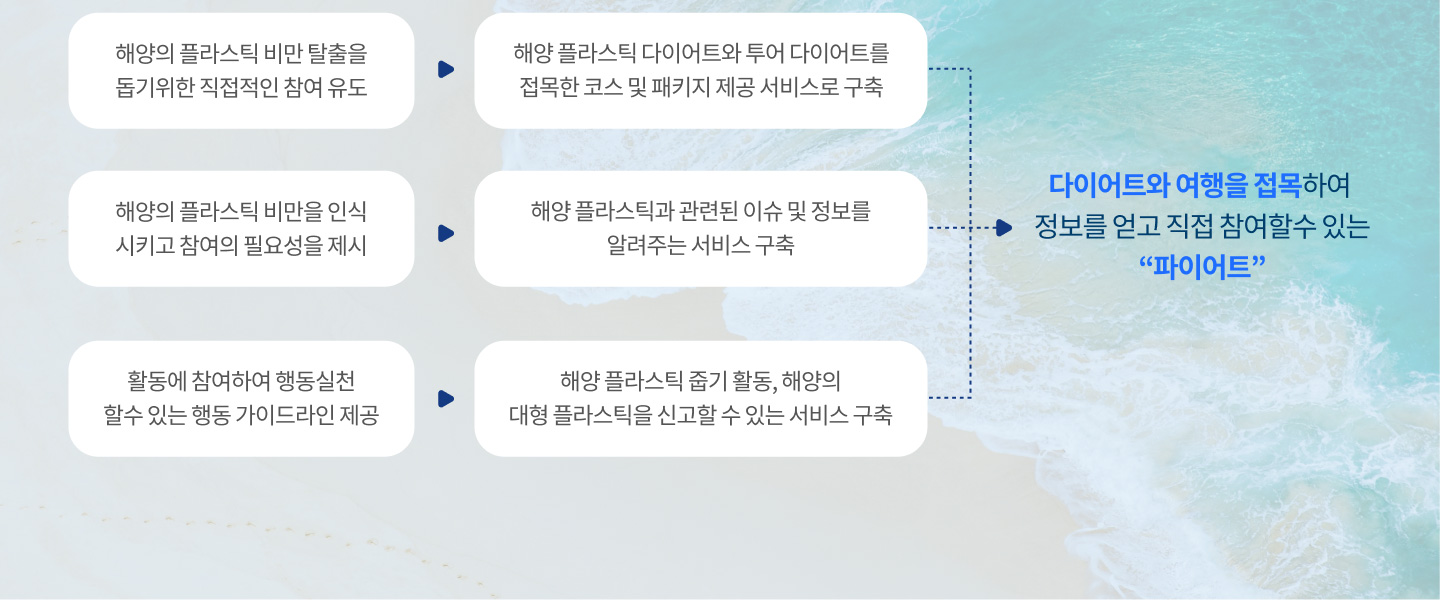 해양의 플라스틱 비만 탈출을
돕기위한 직접적인 참여 유도
해양 플라스틱 다이어트와 투어 다이어트를
접목한 코스 및 패키지 제공 서비스로 구축
해양의 플라스틱 비만을 인식
시키고 참여의 필요성을 제시
해양 플라스틱과 관련된 이슈 및 정보를
알려주는 서비스 구축
활동에 참여하여 행동실천
할수 있는 행동 가이드라인 제공
해양 플라스틱 줍기 활동, 해양의
대형 플라스틱을 신고할 수 있는 서비스 구축
다이어트와 여행을 접목하여
정보를 얻고 직접 참여할수 있는
“파이어트”